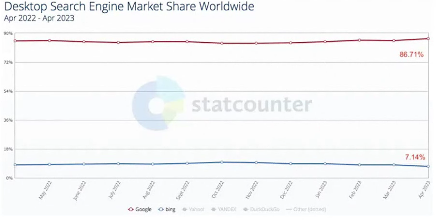 Desktop Search Engine Market Share Worldwide
Apr 2022 - Apr 2023
90%
72%
54%
36%
18%
0%
86.71%
7.14%
statcounter
May 2022
June 2022
July 2022
Aug 2022
Sept 2022
Oct 2022
Nov 2022
Dec 2022
Jan 2023
Feb 2023
Mar 2023
Apr 2023
Google bing Yahoo! YANDEX DuckDuckGo Other (dotted)